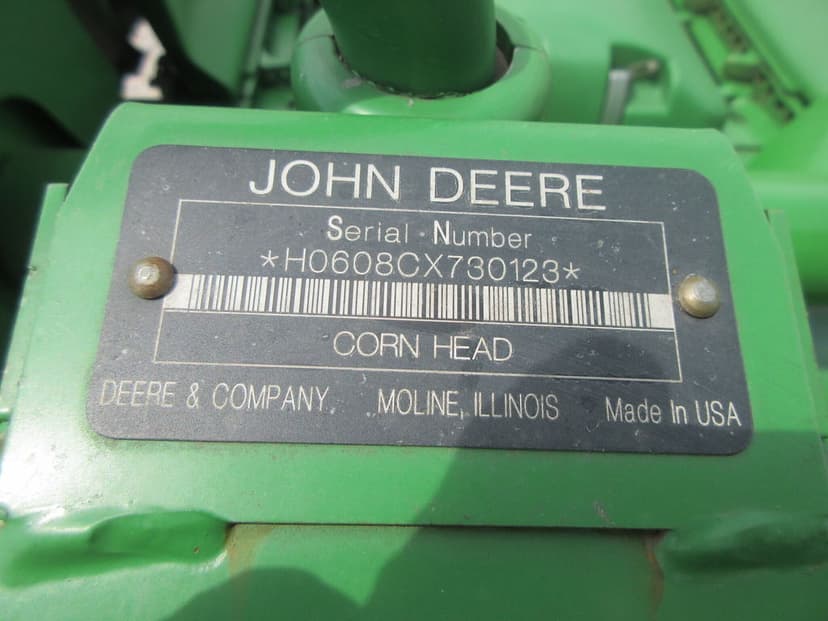 JOHN DEERE
Serial Number
*H0608CX730123*
CORN HEAD
DEERE & COMPANY MOLINE, ILLINOIS Made In USA